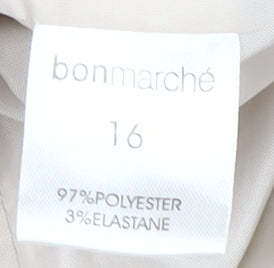 bonmarché
16
97%POLYESTER
3%ELASTANE